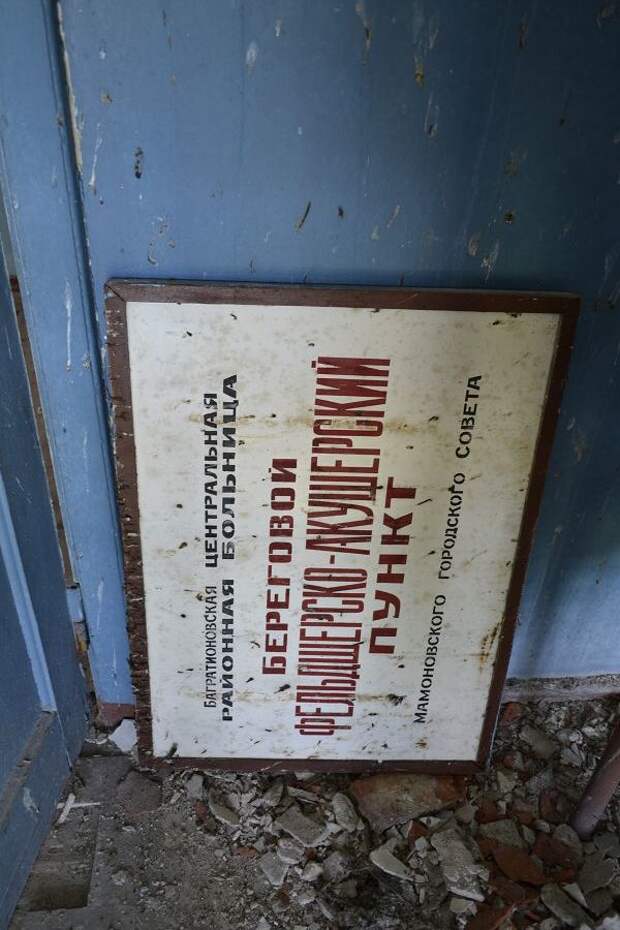 БАГРАТИОНОВСКАЯ ЦЕНТРАЛЬНАЯ
РАЙОННАЯ БОЛЬНИЦА
БЕРЕГОВОЙ
ФЕЛЬДШЕРСКО-АКУШЕРСКИЙ
ПУНКТ
МАМОНОВСКОГО ГОРОДСКОГО СОВЕТА